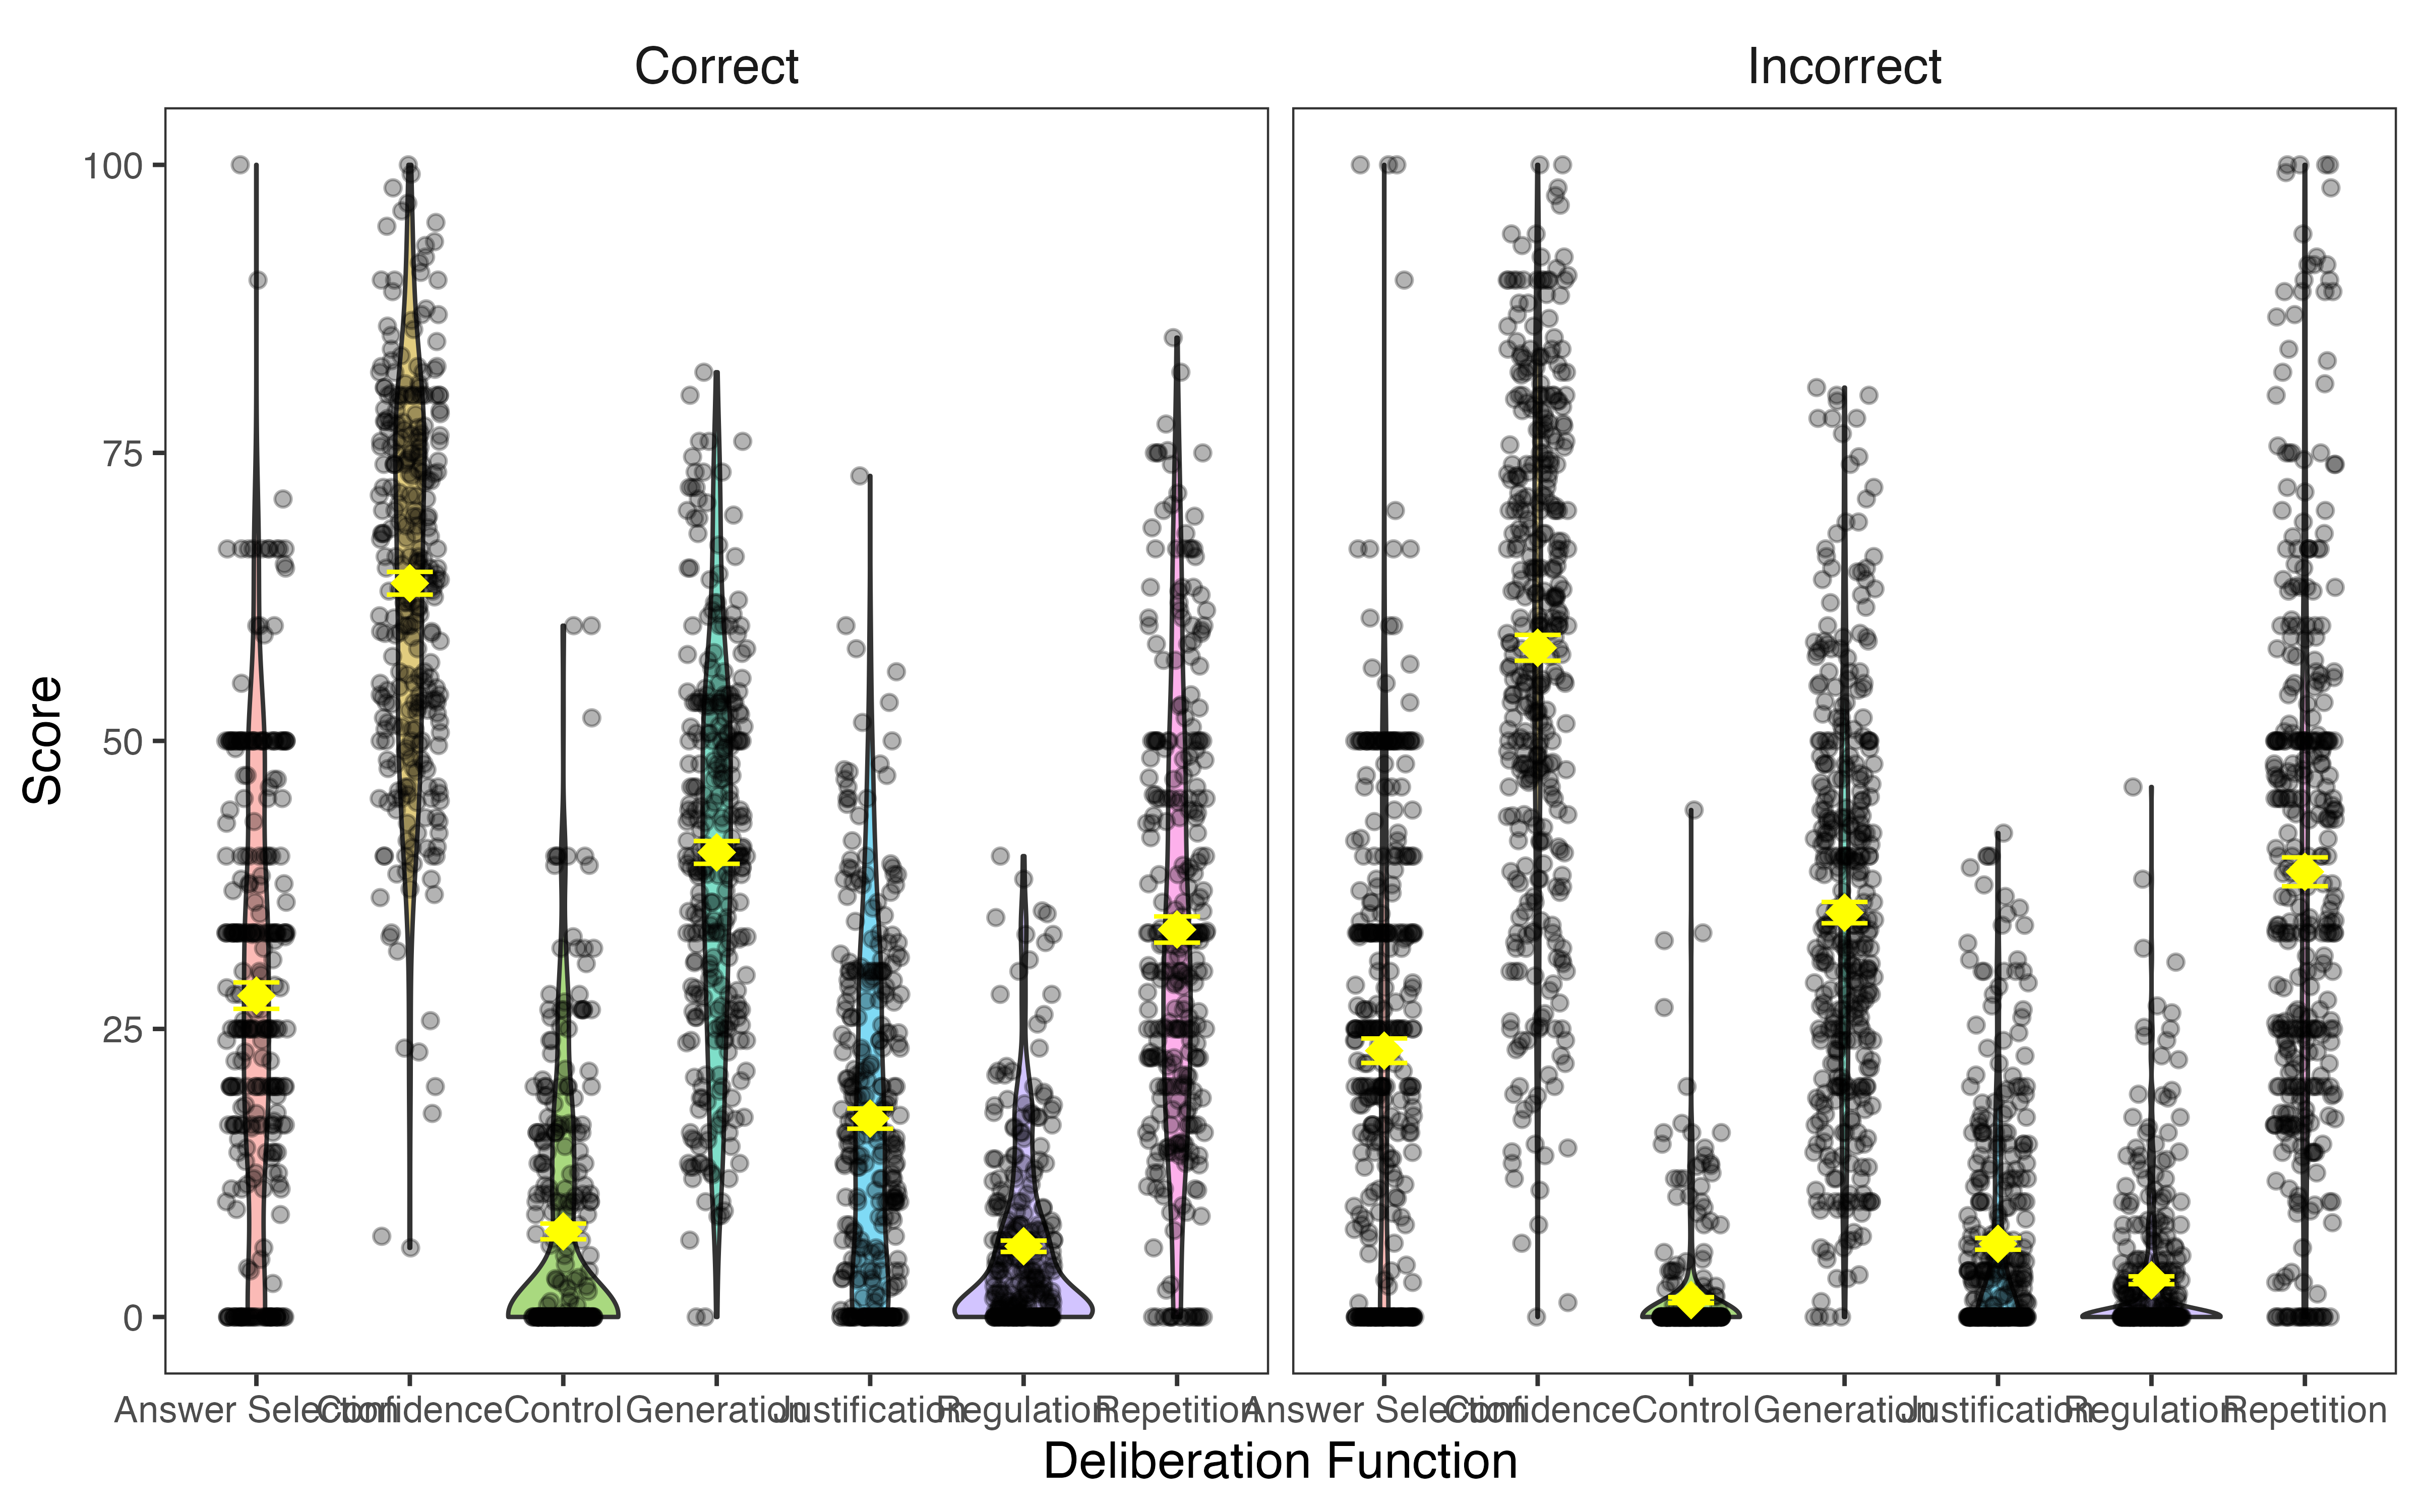 Correct Incorrect
100
75
50
25
0
Score
Answer Selection Confidence Control Generation Justification Regulation Repetition Answer Selection Confidence Control Generation Justification Regulation Repetition
Deliberation Function